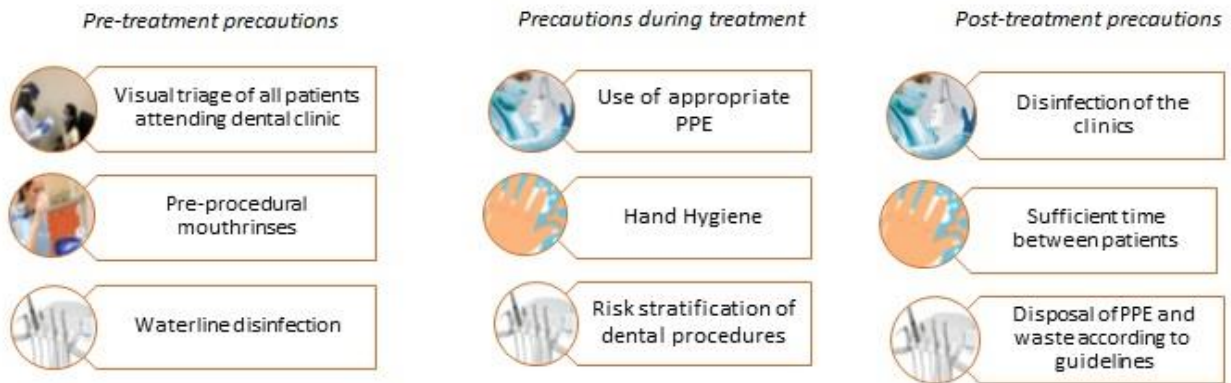 Pre-treatment precautions
Visual triage of all patients
attending dental clinic
Pre-procedural
mouthrinses
Waterline disinfection
Precautions during treatment
Use of appropriate
PPE
Hand Hygiene
Risk stratification of
dental procedures
Post-treatment precautions
Disinfection of the
clinics
Sufficient time
between patients
Disposal of PPE and
waste according to
guidelines